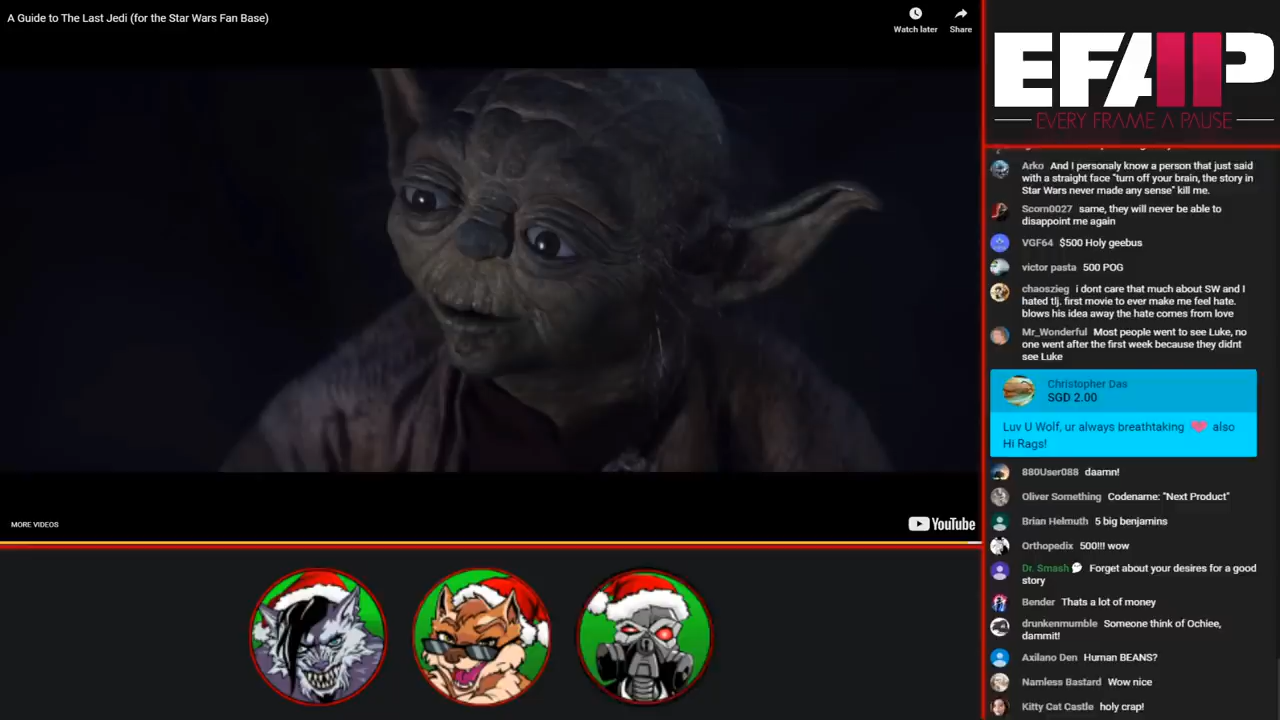 A Guide to The Last Jedi (for the Star Wars Fan Base)
Watch later
Share
MORE VIDEOS
YouTube
EFAP
EVERY FRAME A PAUSE
Arko And I personaly know a person that just said
with a straight face "turn off your brain, the story in
Star Wars never made any sense" kill me.
Scorn0027 same, they will never be able to
disappoint me again
VGF64 $500 Holy geebus
victor pasta 500 POG
chaoszieg i dont care that much about SW and I
hated tlj. first movie to ever make me feel hate.
blows his idea away the hate comes from love
Mr_Wonderful Most people went to see Luke, no
one went after the first week because they didnt
see Luke
Christopher Das
SGD 2.00
Luv U Wolf, ur always breathtaking also
Hi Rags!
880User088 daamn!
Oliver Something Codename: "Next Product"
Brian Helmuth 5 big benjamins
Orthopedix 500!!! wow
Dr. Smash Forget about your desires for a good
story
Bender Thats a lot of money
drunkenmumble Someone think of Ochiee,
dammit!
Axilano Den Human BEANS?
Namless Bastard Wow nice
Kitty Cat Castle holy crap!